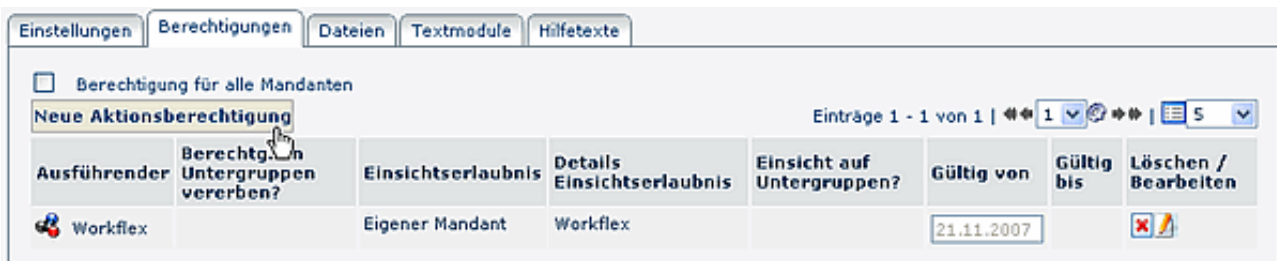 Einstellungen Berechtigungen Dateien Textmodule Hilfetexte
Berechtigung für alle Mandanten
Neue Aktionsberechtigung Einträge 1 - 1 von 1 | 1 | 5
Ausführender Untergruppen vererben? Einsichtserlaubnis Details Einsichtserlaubnis Einsicht auf Untergruppen? Gültig von Gültig bis Löschen / Bearbeiten
Workflex Eigener Mandant Workflex 21.11.2007